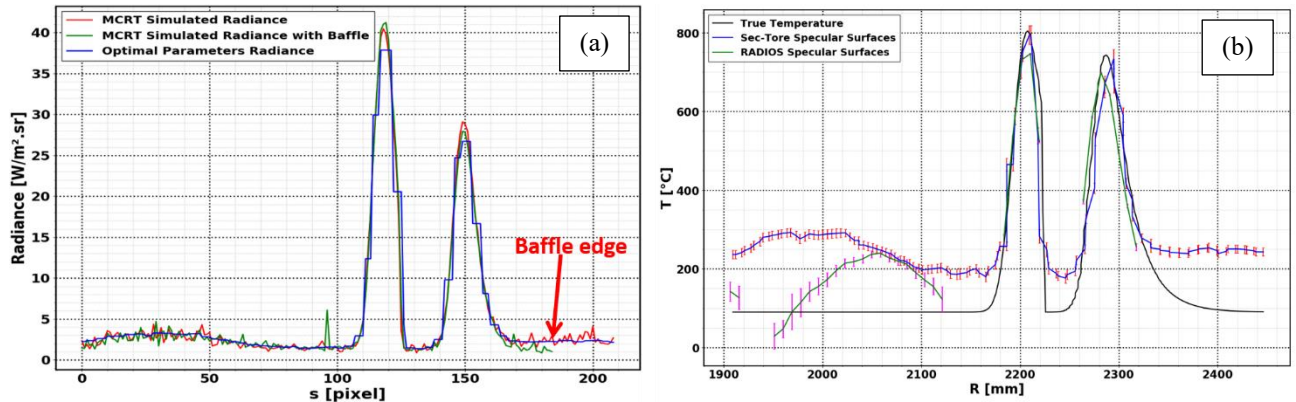 MCRT Simulated Radiance
MCRT Simulated Radiance with Baffle
Optimal Parameters Radiance
(a)
40
35
30
25
20
15
10
5
0
Radiance [W/m².sr]
Baffle edge
0
50
100
150
200
s [pixel]
True Temperature
Sec-Tore Specular Surfaces
RADIOS Specular Surfaces
(b)
800
600
400
200
0
T [°C]
1900
2000
2100
2200
2300
2400
R [mm]